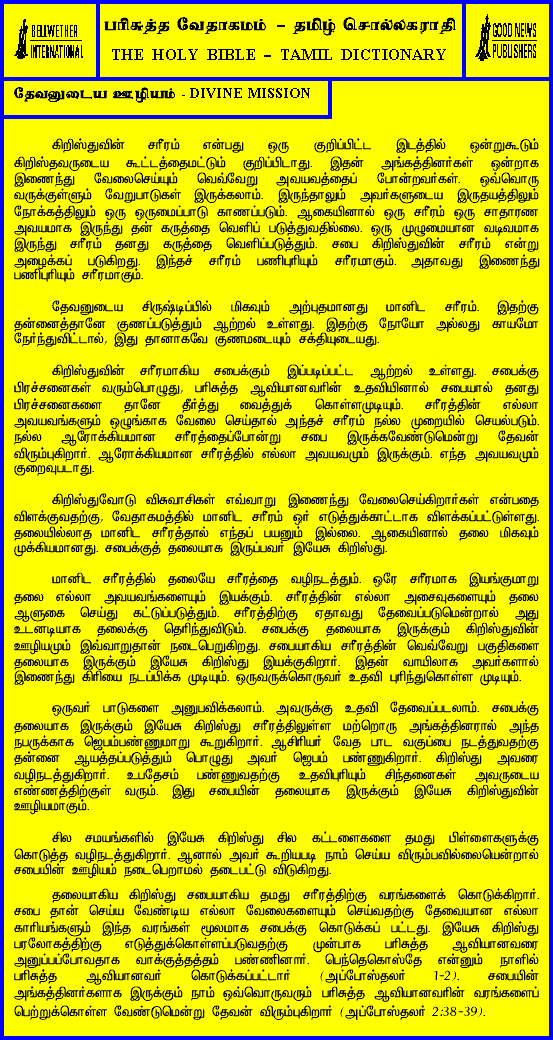 BELLWETHER
INTERNATIONAL
பரிசுத்த வேதாகமம் – தமிழ் சொல்லகராதி
THE HOLY BIBLE – TAMIL DICTIONARY
GOOD NEWS
PUBLISHERS
தேவனுடைய ஊழியம் - DIVINE MISSION
கிறிஸ்துவின் சரீரம் என்பது ஒரு குறிப்பிட்ட இடத்தில் ஒன்றுகூடும்
கிறிஸ்தவருடைய கூட்டத்தைமட்டும் குறிப்பிடாது. இதன் அங்கத்தினர்கள் ஒன்றாக
இணைந்து வேலைசெய்யும் வெவ்வேறு அவயவத்தைப் போன்றவர்கள். ஒவ்வொரு
வருக்குள்ளும் வேறுபாடுகள் இருக்கலாம். இருந்தாலும் அவர்களுடைய இருதயத்திலும்
நோக்கத்திலும் ஒரு ஒருமைப்பாடு காணப்படும். ஆகையினால் ஒரு சரீரம் ஒரு சாதாரண
அவயமாக இருந்து தன் கருத்தை வெளிப் படுத்துவதில்லை. ஒரு முழுமையான வடிவமாக
இருந்து சரீரம் தனது கருத்தை வெளிப்படுத்தும். சபை கிறிஸ்துவின் சரீரம் என்று
அழைக்கப் படுகிறது. இந்தச் சரீரம் பணிபுரியும் சரீரமாகும். அதாவது இணைந்து
பணிபுரியும் சரீரமாகும்.
தேவனுடைய சிருஷ்டிப்பில் மிகவும் அற்புதமானது மானிட சரீரம். இதற்கு
தன்னைத்தானே குணப்படுத்தும் ஆற்றல் உள்ளது. இதற்கு நோயோ அல்லது காயமோ
நேர்ந்துவிட்டால், இது தானாகவே குணமடையும் சக்தியுடையது.
கிறிஸ்துவின் சரீரமாகிய சபைக்கும் இப்படிப்பட்ட ஆற்றல் உள்ளது. சபைக்கு
பிரச்சனைகள் வரும்பொழுது, பரிசுத்த ஆவியானவரின் உதவியினால் சபையால் தனது
பிரச்சனைகளை தானே தீர்த்து வைத்துக் கொள்ளமுடியும். சரீரத்தின் எல்லா
அவயவங்களும் ஒழுங்காக வேலை செய்தால் அந்தச் சரீரம் நல்ல முறையில் செயல்படும்.
நல்ல ஆரோக்கியமான சரீரத்தைப்போன்று சபை இருக்கவேண்டுமென்று தேவன்
விரும்புகிறார். ஆரோக்கியமான சரீரத்தில் எல்லா அவயவமும் இருக்கும். எந்த அவயவமும்
குறைவுபடாது.
கிறிஸ்துவோடு விசுவாசிகள் எவ்வாறு இணைந்து வேலைசெய்கிறார்கள் என்பதை
விளக்குவதற்கு, வேதாகமத்தில் மானிட சரீரம் ஓர் எடுத்துக்காட்டாக விளக்கப்பட்டுள்ளது.
தலையில்லாத மானிட சரீரத்தால் எந்தப் பயனும் இல்லை. ஆகையினால் தலை மிகவும்
முக்கியமானது. சபைக்குத் தலையாக இருப்பவர் இயேசு கிறிஸ்து.
மானிட சரீரத்தில் தலையே சரீரத்தை வழிநடத்தும். ஒரே சரீரமாக இயங்குமாறு
தலை எல்லா அவயவங்களையும் இயக்கும். சரீரத்தின் எல்லா அசைவுகளையும் தலை
ஆளுகை செய்து கட்டுப்படுத்தும். சரீரத்திற்கு ஏதாவது தேவைப்படுமென்றால் அது
உடனடியாக தலைக்கு தெரிந்துவிடும். சபைக்கு தலையாக இருக்கும் கிறிஸ்துவின்
ஊழியமும் இவ்வாறுதான் நடைபெறுகிறது. சபையாகிய சரீரத்தின் வெவ்வேறு பகுதிகளை
தலையாக இருக்கும் இயேசு கிறிஸ்து இயக்குகிறார். இதன் வாயிலாக அவர்களால்
இணைந்து கிரியை நடப்பிக்க முடியும். ஒருவருக்கொருவர் உதவி புரிந்துகொள்ள முடியும்.
ஒருவர் பாடுகளை அனுபவிக்கலாம். அவருக்கு உதவி தேவைப்படலாம். சபைக்கு
தலையாக இருக்கும் இயேசு கிறிஸ்து சரீரத்திலுள்ள மற்றொரு அங்கத்தினரால் அந்த
நபருக்காக ஜெபம்பண்ணுமாறு கூறுகிறார். ஆசிரியர் வேத பாட வகுப்பை நடத்துவதற்கு
தன்னை ஆயத்தப்படுத்தும் பொழுது அவர் ஜெபம் பண்ணுகிறார். கிறிஸ்து அவரை
வழிநடத்துகிறார். உபதேசம் பண்ணுவதற்கு உதவிபுரியும் சிந்தனைகள் அவருடைய
எண்ணத்திற்குள் வரும். இது சபையின் தலையாக இருக்கும் இயேசு கிறிஸ்துவின்
ஊழியமாகும்.
சில சமயங்களில் இயேசு கிறிஸ்து சில கட்டளைகளை தமது பிள்ளைகளுக்கு
கொடுத்த வழிநடத்துகிறார். ஆனால் அவர் கூறியபடி நாம் செய்ய விரும்பவில்லையென்றால்
சபையின் ஊழியம் நடைபெறாமல் தடைபட்டு விடுகிறது.
தலையாகிய கிறிஸ்து சபையாகிய தமது சரீரத்திற்கு வரங்களைக் கொடுக்கிறார்.
சபை தான் செய்ய வேண்டிய எல்லா வேலைகளையும் செய்வதற்கு தேவையான எல்லா
காரியங்களும் இந்த வரங்கள் மூலமாக சபைக்கு கொடுக்கப் பட்டது. இயேசு கிறிஸ்து
பரலோகத்திற்கு எடுத்துக்கொள்ளப்படுவதற்கு முன்பாக பரிசுத்த ஆவியானவரை
அனுப்பப்போவதாக வாக்குத்தத்தம் பண்ணினார். பெந்தெகொஸ்தே என்னும் நாளில்
பரிசுத்த ஆவியானவர் கொடுக்கப்பட்டார் (அப்போஸ்தலர் 1-2). சபையின்
அங்கத்தினர்களாக இருக்கும் நாம் ஒவ்வொருவரும் பரிசுத்த ஆவியானவரின் வரங்களைப்
பெற்றுக்கொள்ள வேண்டுமென்று தேவன் விரும்புகிறார் (அப்போஸ்தலர் 2:38-39).